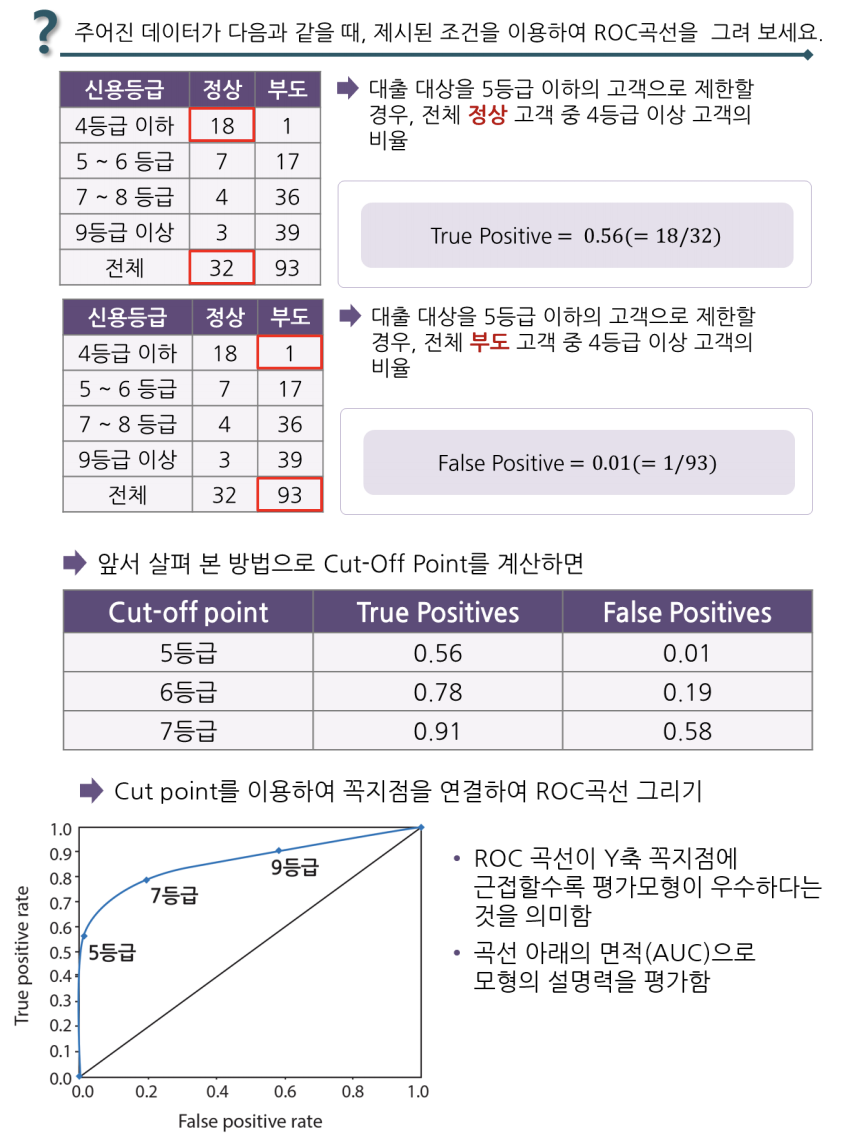 ?
주어진 데이터가 다음과 같을 때, 제시된 조건을 이용하여 ROC곡선을 그려 보세요.
신용등급 정상 부도
4등급 이하 18 1
5 ~ 6 등급 7 17
7 ~ 8 등급 4 36
9등급 이상 3 39
전체 32 93
대출 대상을 5등급 이하의 고객으로 제한할
경우, 전체 정상 고객 중 4등급 이상 고객의
비율
True Positive = 0.56(= 18/32)
신용등급 정상 부도
4등급 이하 18 1
5 ~ 6 등급 7 17
7 ~ 8 등급 4 36
9등급 이상 3 39
전체 32 93
대출 대상을 5등급 이하의 고객으로 제한할
경우, 전체 부도 고객 중 4등급 이상 고객의
비율
False Positive = 0.01(= 1/93)
앞서 살펴 본 방법으로 Cut-Off Point를 계산하면
Cut-off point True Positives False Positives
5등급 0.56 0.01
6등급 0.78 0.19
7등급 0.91 0.58
Cut point를 이용하여 꼭지점을 연결하여 ROC곡선 그리기
True positive rate
1.0
0.9
0.8
0.7
0.6
0.5
0.4
0.3
0.2
0.1
0.0
9등급
7등급
5등급
0.0 0.2 0.4 0.6 0.8 1.0
False positive rate
• ROC 곡선이 Y축 꼭지점에
근접할수록 평가모형이 우수하다는
것을 의미함
• 곡선 아래의 면적(AUC)으로
모형의 설명력을 평가함